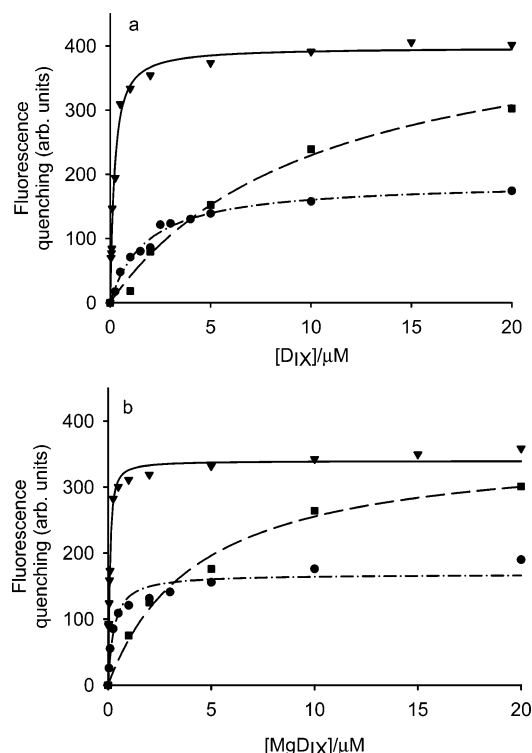 a
400
300
200
100
0
Fluorescence
quenching (arb. units)
0 5 10 15 20
[DIX]/μM
b
400
300
200
100
0
Fluorescence
quenching (arb. units)
0 5 10 15 20
[MgDIX]/μM